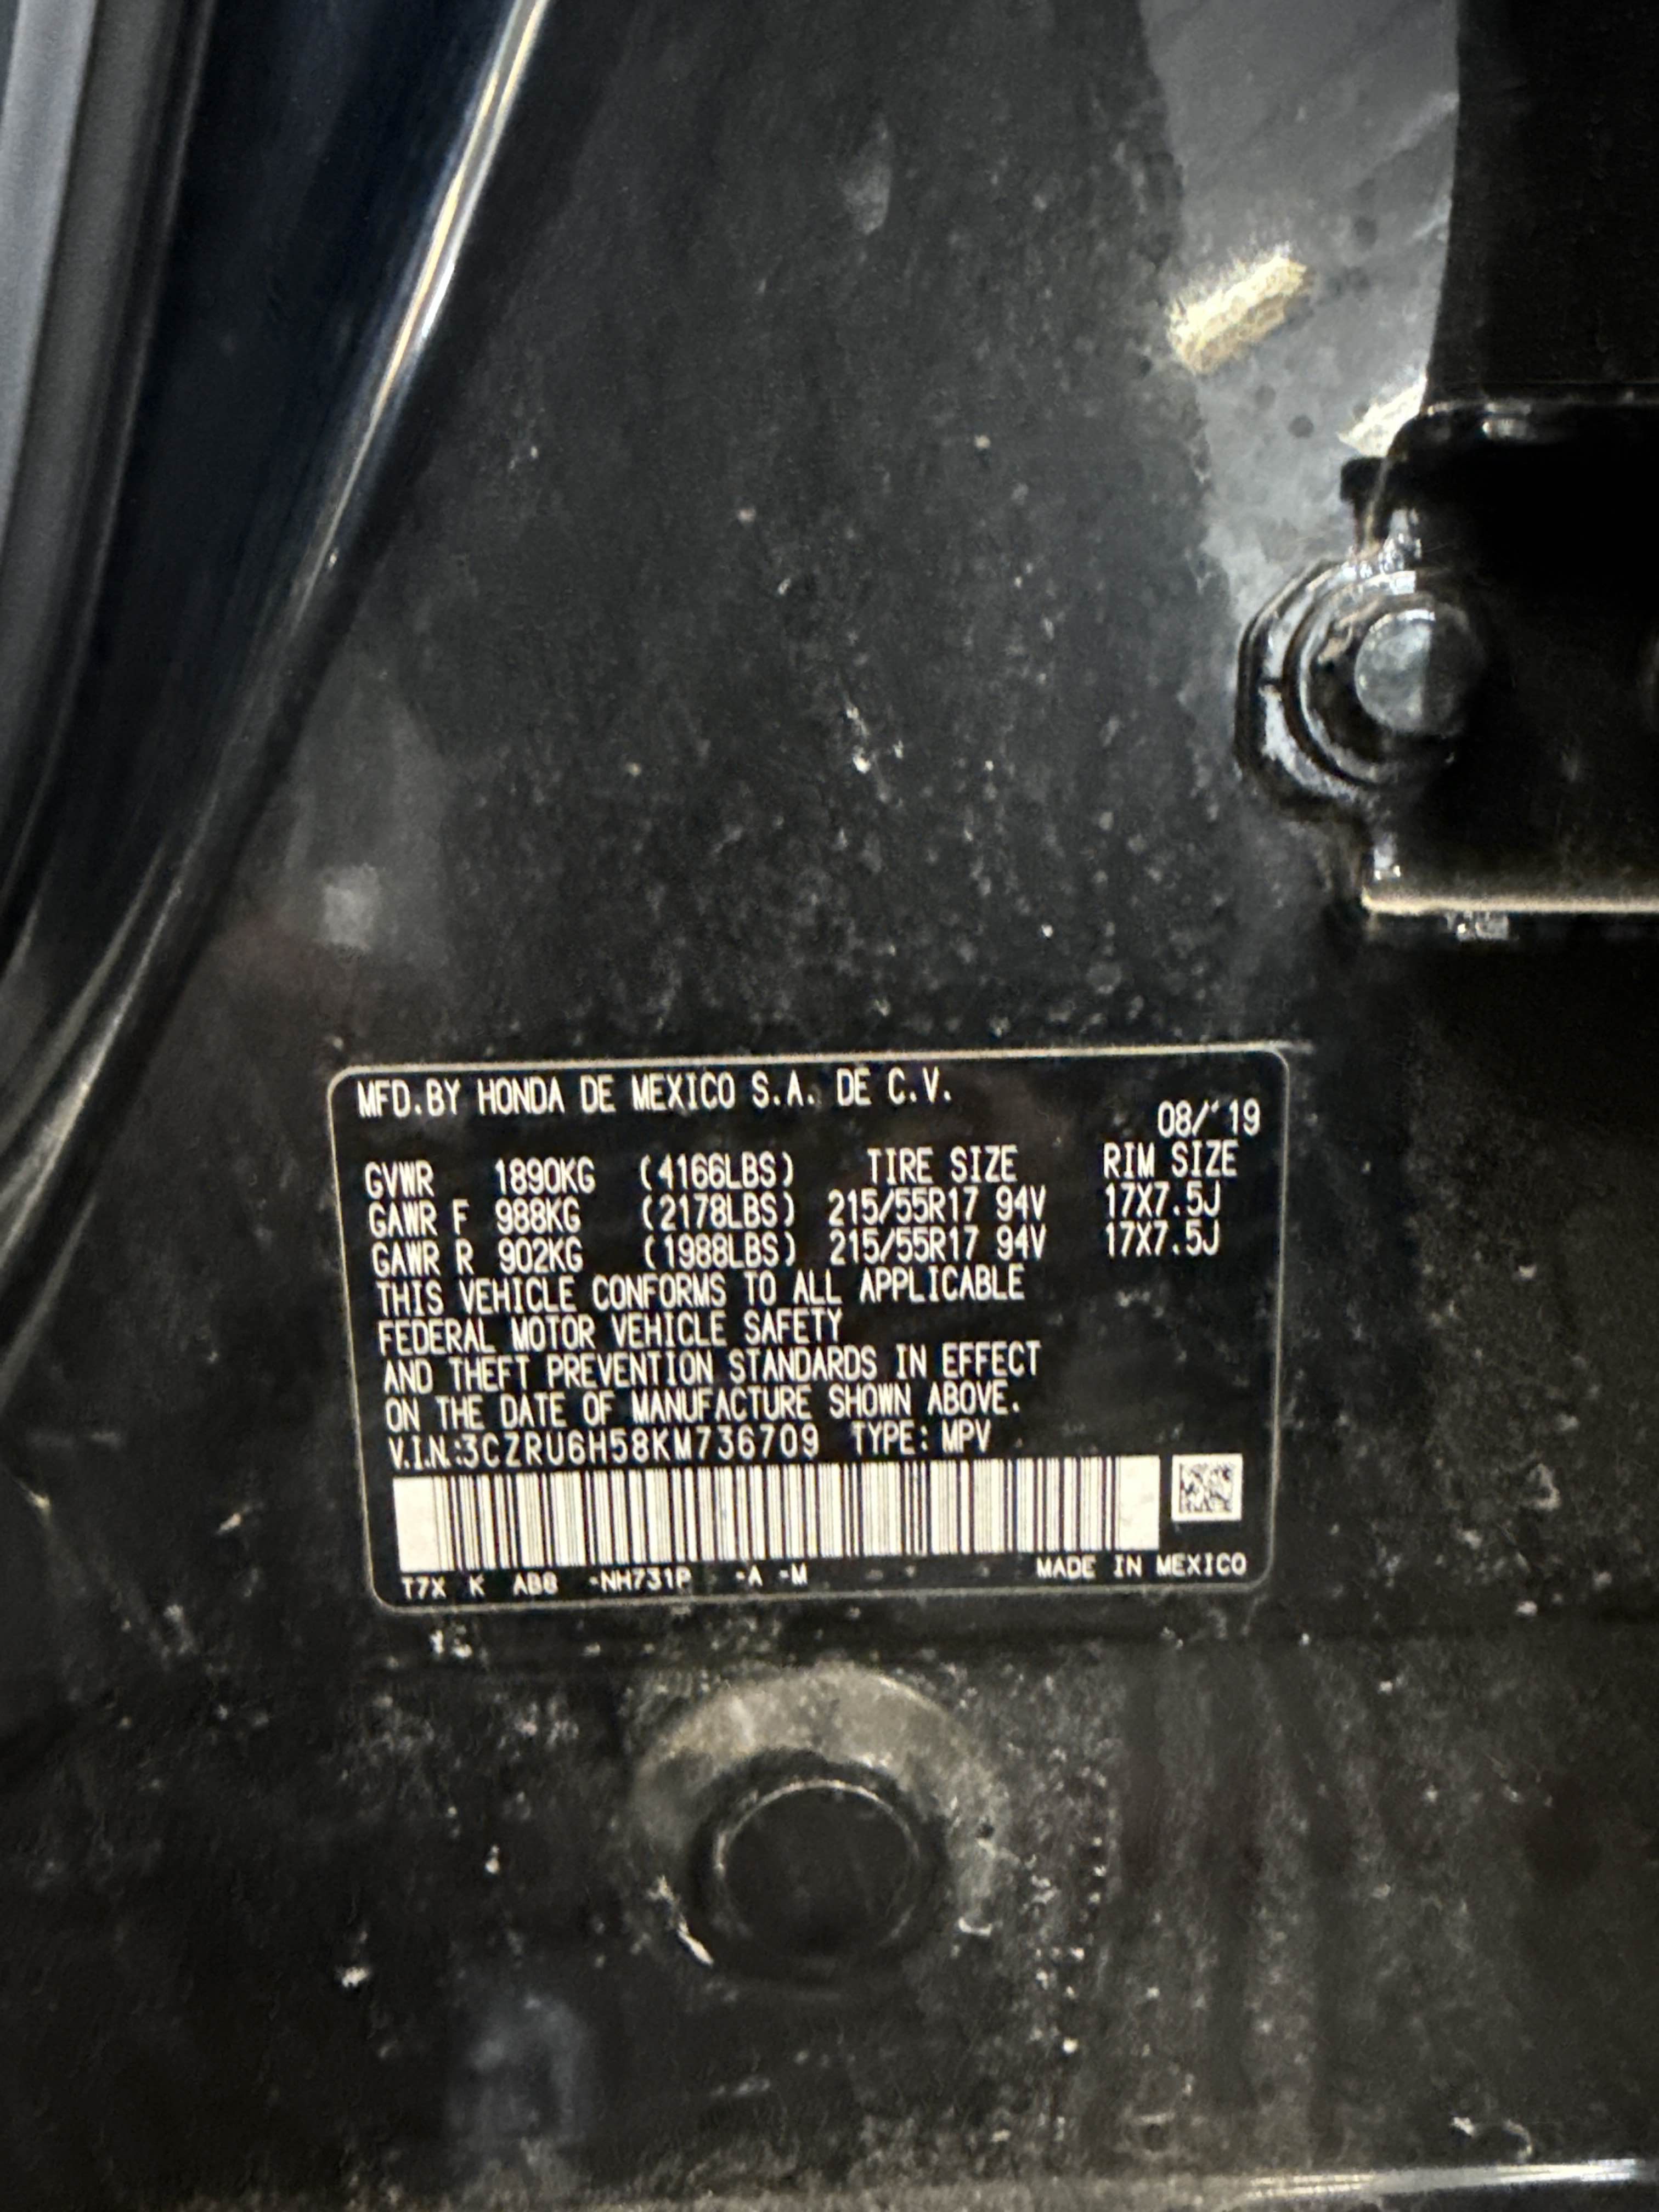 MFD.BY HONDA DE MEXICO S.A. DE C.V.
08/'19
GVWR 1890KG (4166LBS) TIRE SIZE RIM SIZE
GAWR F 988KG (2178LBS) 215/55R17 94V 17X7.5J
GAWR R 902KG (1988LBS) 215/55R17 94V 17X7.5J
THIS VEHICLE CONFORMS TO ALL APPLICABLE
FEDERAL MOTOR VEHICLE SAFETY
AND THEFT PREVENTION STANDARDS IN EFFECT
ON THE DATE OF MANUFACTURE SHOWN ABOVE.
V.I.N.:3CZRU6H58KM736709 TYPE: MPV
T7X K AB8 -NH731P -A -M MADE IN MEXICO